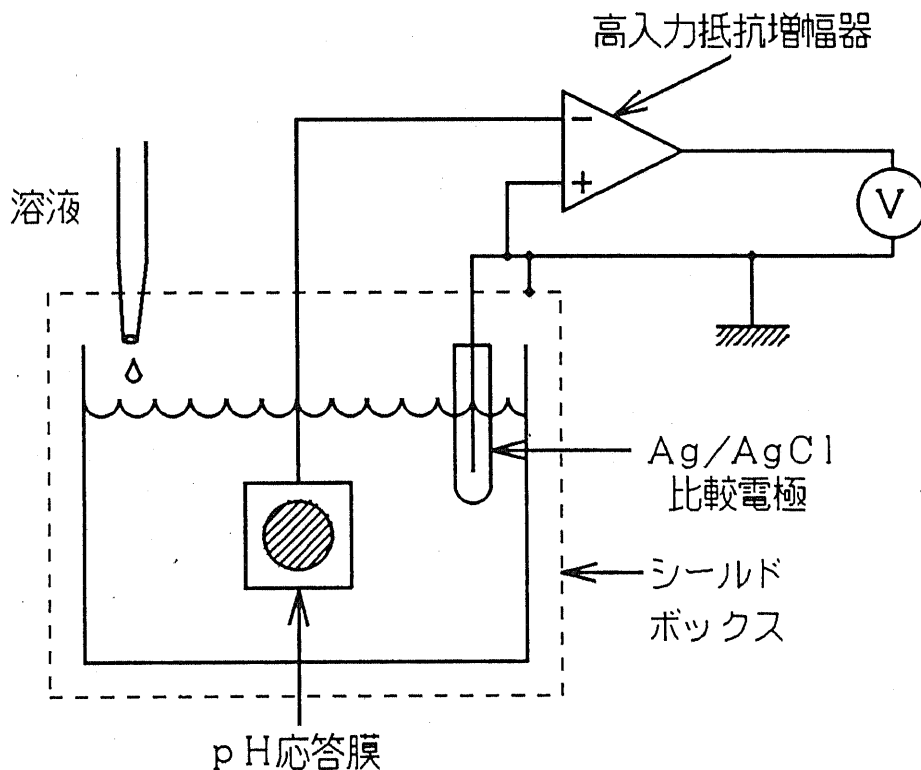 高入力抵抗増幅器
−
+
V
溶液
Ag/AgCl
比較電極
シールド
ボックス
pH応答膜